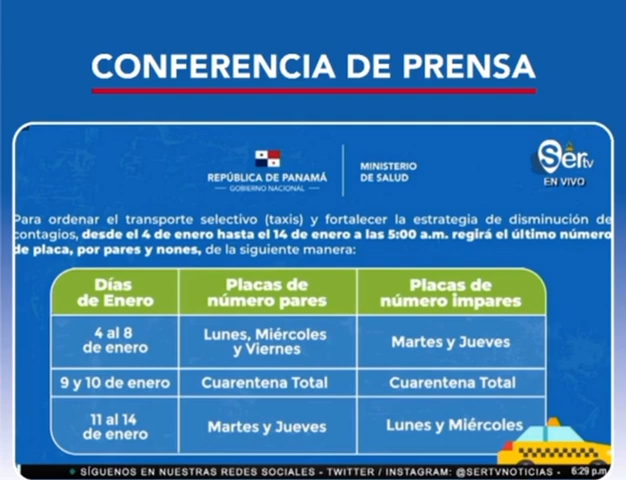 CONFERENCIA DE PRENSA
REPÚBLICA DE PANAMÁ
— GOBIERNO NACIONAL —
MINISTERIO
DE SALUD
Sertv
EN VIVO
Para ordenar el transporte selectivo (taxis) y fortalecer la estrategia de disminución de
contagios, desde el 4 de enero hasta el 14 de enero a las 5:00 a.m. regirá el último número
de placa, por pares y nones, de la siguiente manera:
Días
de Enero
Placas de
número pares
Placas de
número impares
4 al 8
de enero
Lunes, Miércoles
y Viernes
Martes y Jueves
9 y 10 de enero
Cuarentena Total
Cuarentena Total
11 al 14
de enero
Martes y Jueves
Lunes y Miércoles
SÍGUENOS EN NUESTRAS REDES SOCIALES - TWITTER / INSTAGRAM: @SERTVNOTICIAS - 6:29 p.m